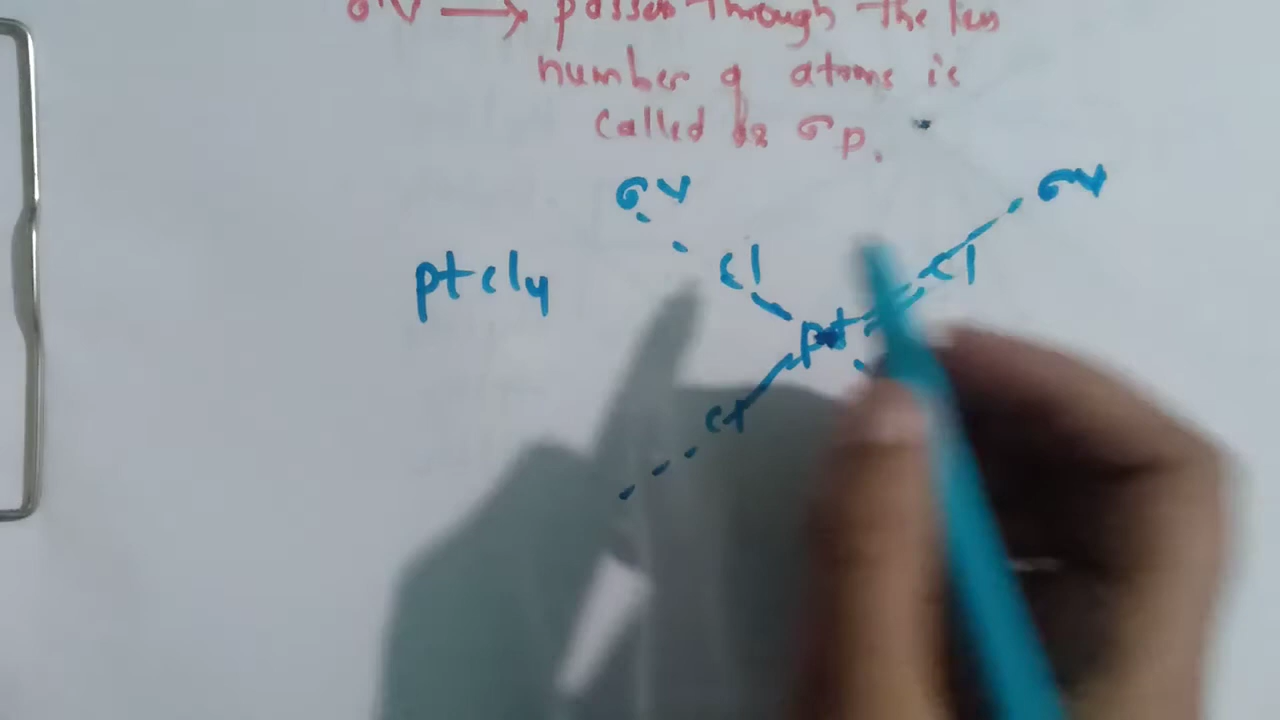 σV → passes through the less
number of atoms is
called as σp.
σV
σV
ptcl4
cl
cl
pt
cl